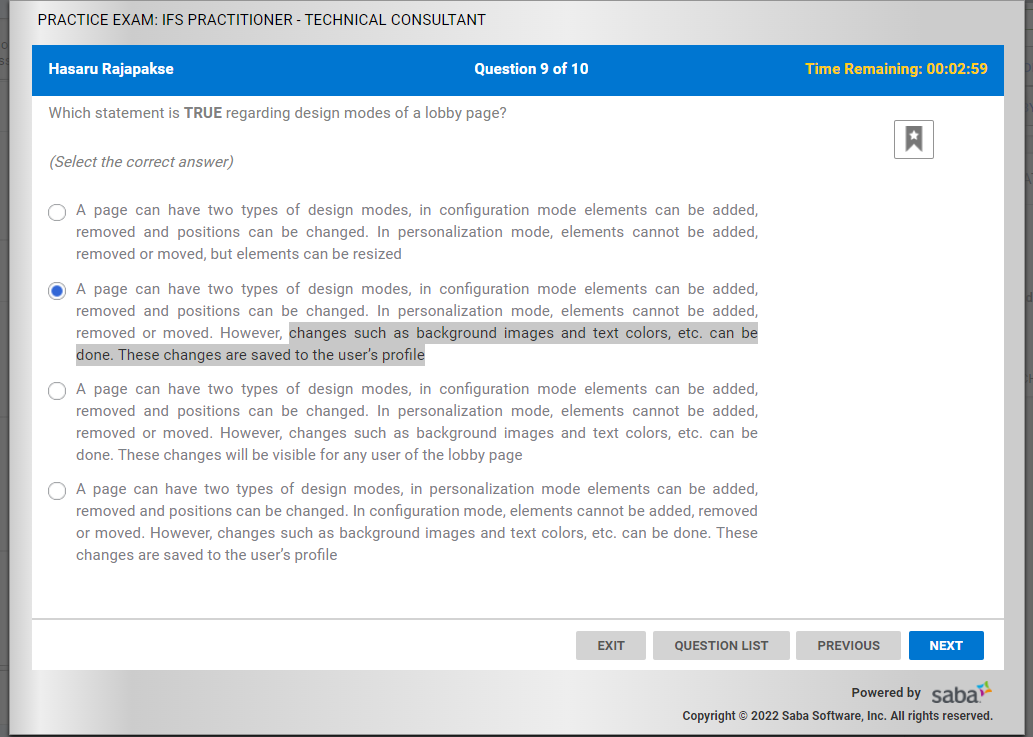 PRACTICE EXAM: IFS PRACTITIONER - TECHNICAL CONSULTANT
Hasaru Rajapakse
Question 9 of 10
Time Remaining: 00:02:59
Which statement is TRUE regarding design modes of a lobby page?
(Select the correct answer)
A page can have two types of design modes, in configuration mode elements can be added,
removed and positions can be changed. In personalization mode, elements cannot be added,
removed or moved, but elements can be resized
A page can have two types of design modes, in configuration mode elements can be added,
removed and positions can be changed. In personalization mode, elements cannot be added,
removed or moved. However, changes such as background images and text colors, etc. can be
done. These changes are saved to the user’s profile
A page can have two types of design modes, in configuration mode elements can be added,
removed and positions can be changed. In personalization mode, elements cannot be added,
removed or moved. However, changes such as background images and text colors, etc. can be
done. These changes will be visible for any user of the lobby page
A page can have two types of design modes, in personalization mode elements can be added,
removed and positions can be changed. In configuration mode, elements cannot be added, removed
or moved. However, changes such as background images and text colors, etc. can be done. These
changes are saved to the user’s profile
EXIT
QUESTION LIST
PREVIOUS
NEXT
Powered by saba
Copyright © 2022 Saba Software, Inc. All rights reserved.